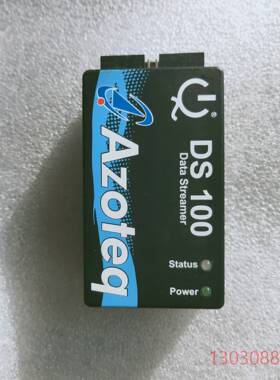 Azoteq
DS 100
Data Streamer
Status
Power
1303088